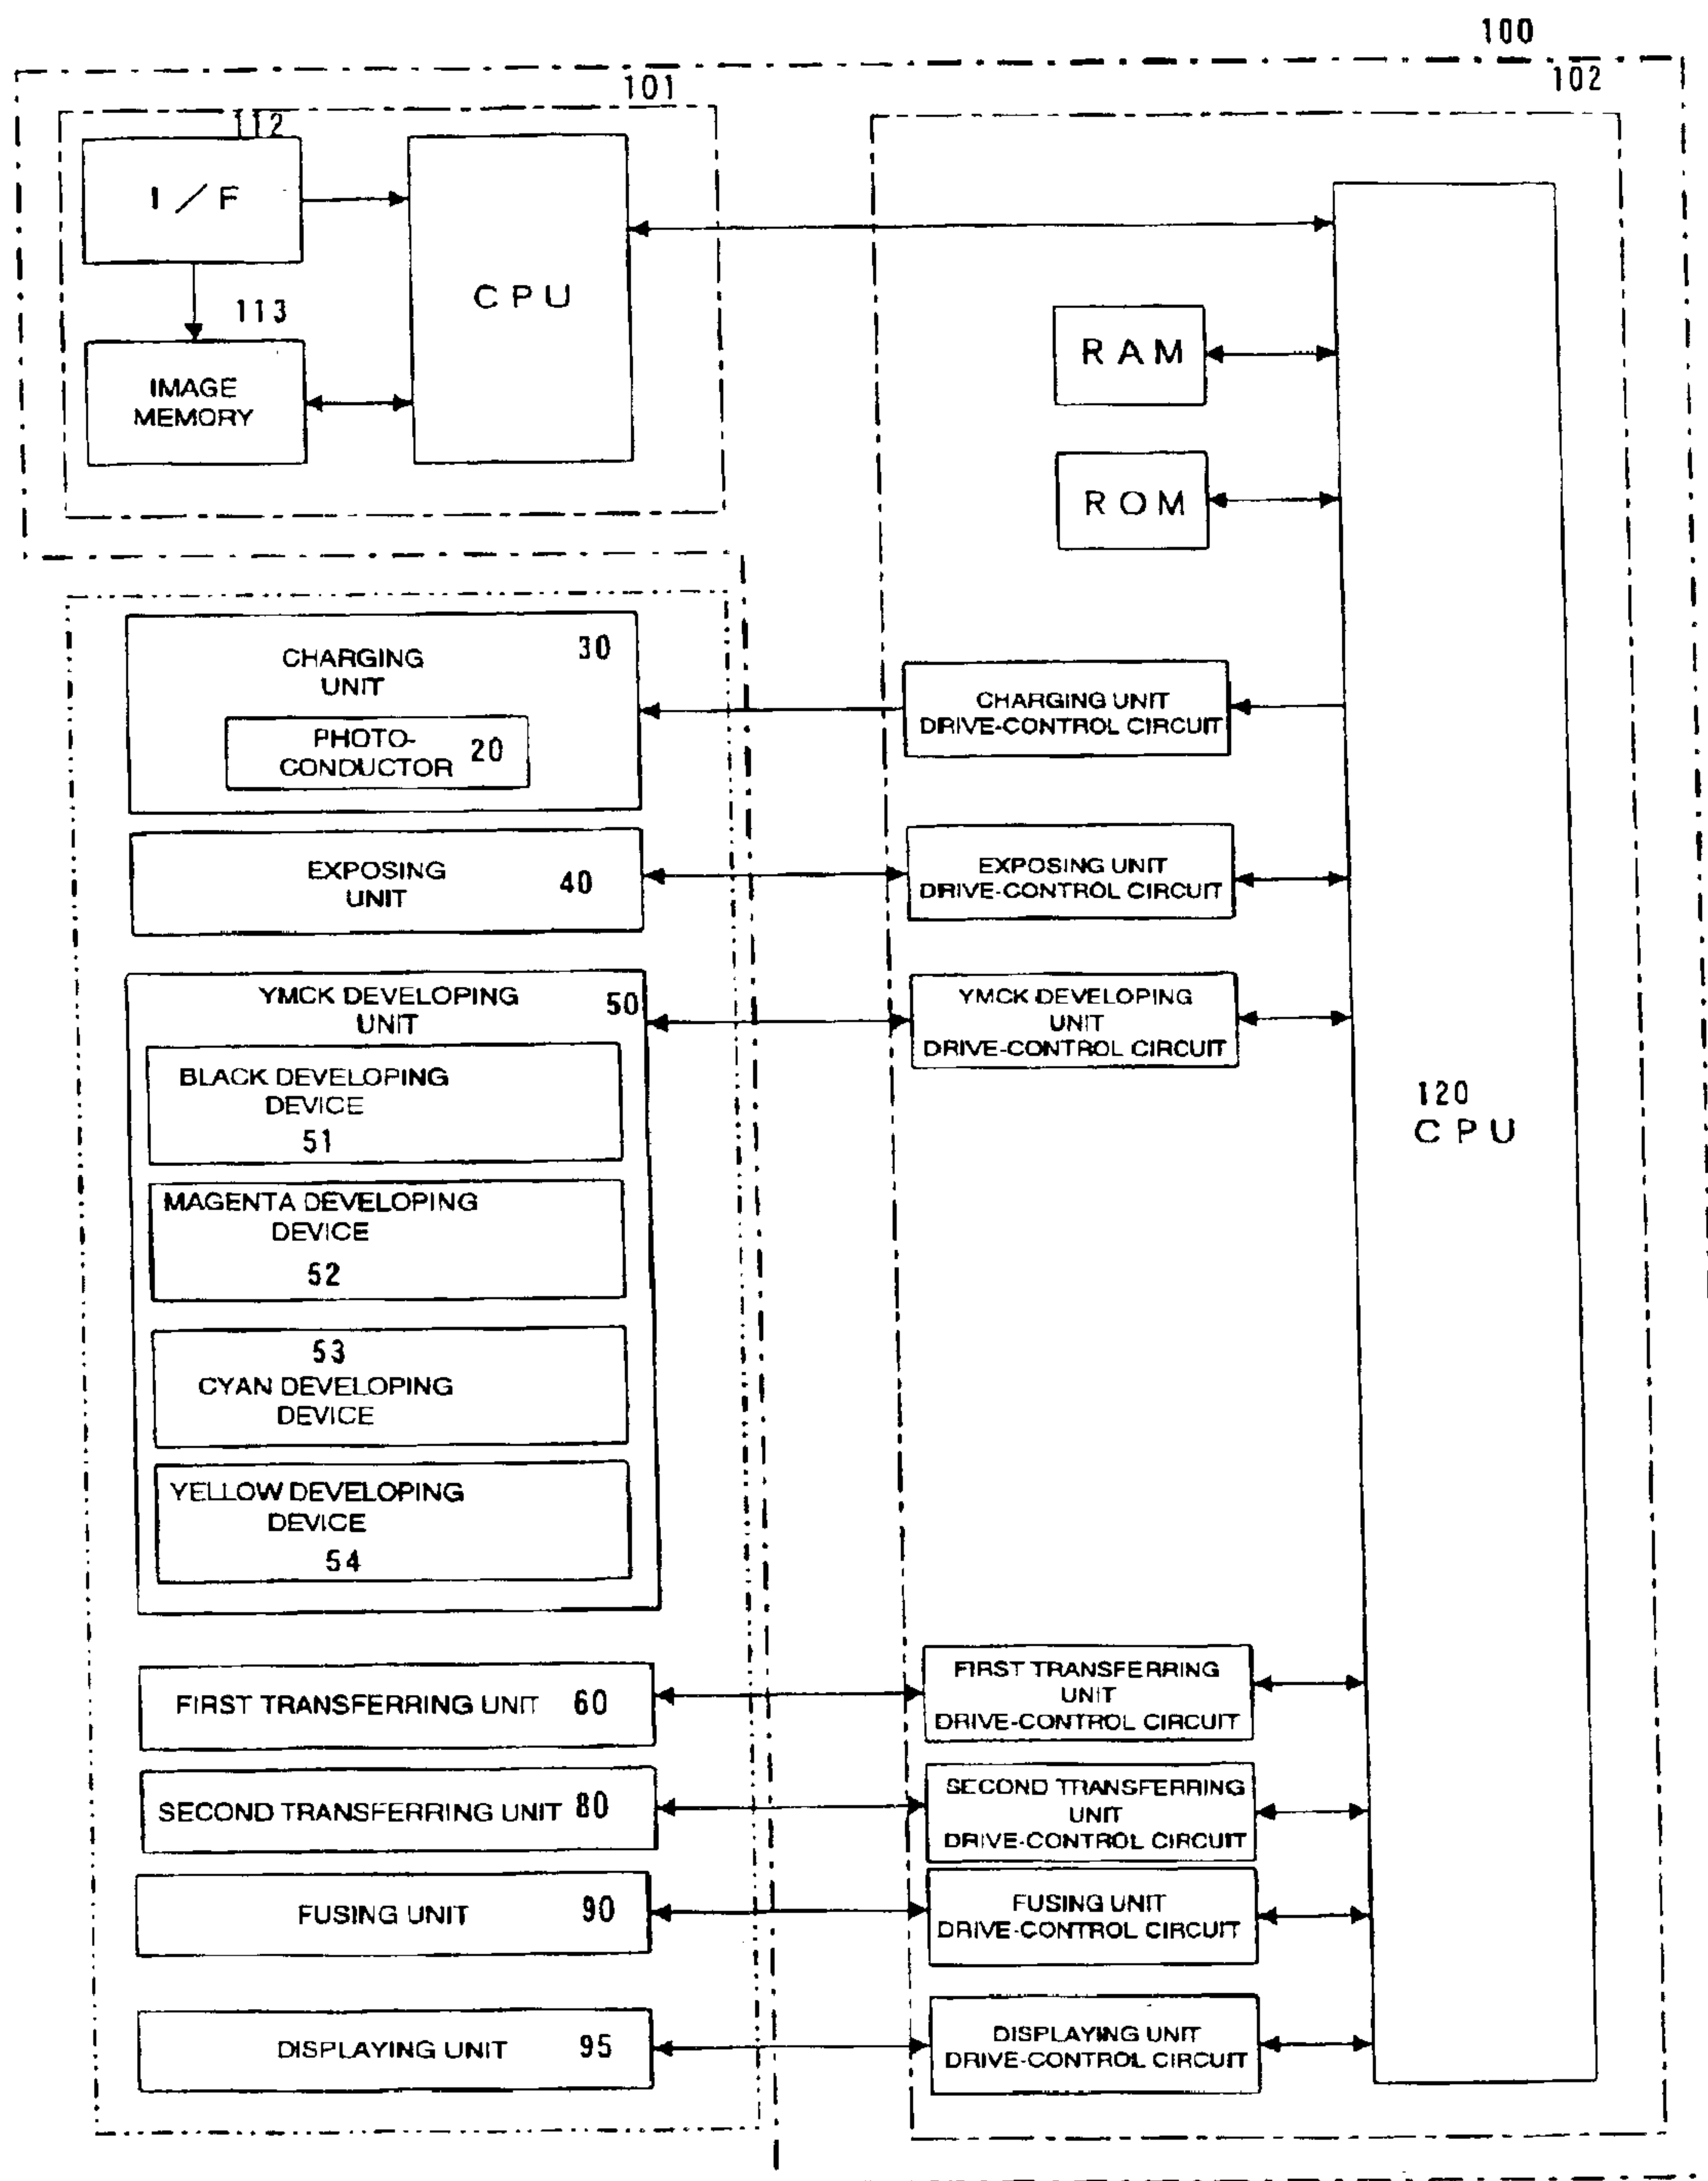 100
102
101
112
I/F
CPU
113
IMAGE
MEMORY
RAM
ROM
CHARGING
UNIT
30
PHOTO-
CONDUCTOR
20
CHARGING UNIT
DRIVE-CONTROL CIRCUIT
EXPOSING
UNIT
40
EXPOSING UNIT
DRIVE-CONTROL CIRCUIT
YMCK DEVELOPING
UNIT
50
YMCK DEVELOPING
UNIT
DRIVE-CONTROL CIRCUIT
BLACK DEVELOPING
DEVICE
51
120
CPU
MAGENTA DEVELOPING
DEVICE
52
53
CYAN DEVELOPING
DEVICE
YELLOW DEVELOPING
DEVICE
54
FIRST TRANSFERRING UNIT 60
FIRST TRANSFERRING
UNIT
DRIVE-CONTROL CIRCUIT
SECOND TRANSFERRING UNIT 80
SECOND TRANSFERRING
UNIT
DRIVE-CONTROL CIRCUIT
FUSING UNIT 90
FUSING UNIT
DRIVE-CONTROL CIRCUIT
DISPLAYING UNIT 95
DISPLAYING UNIT
DRIVE-CONTROL CIRCUIT